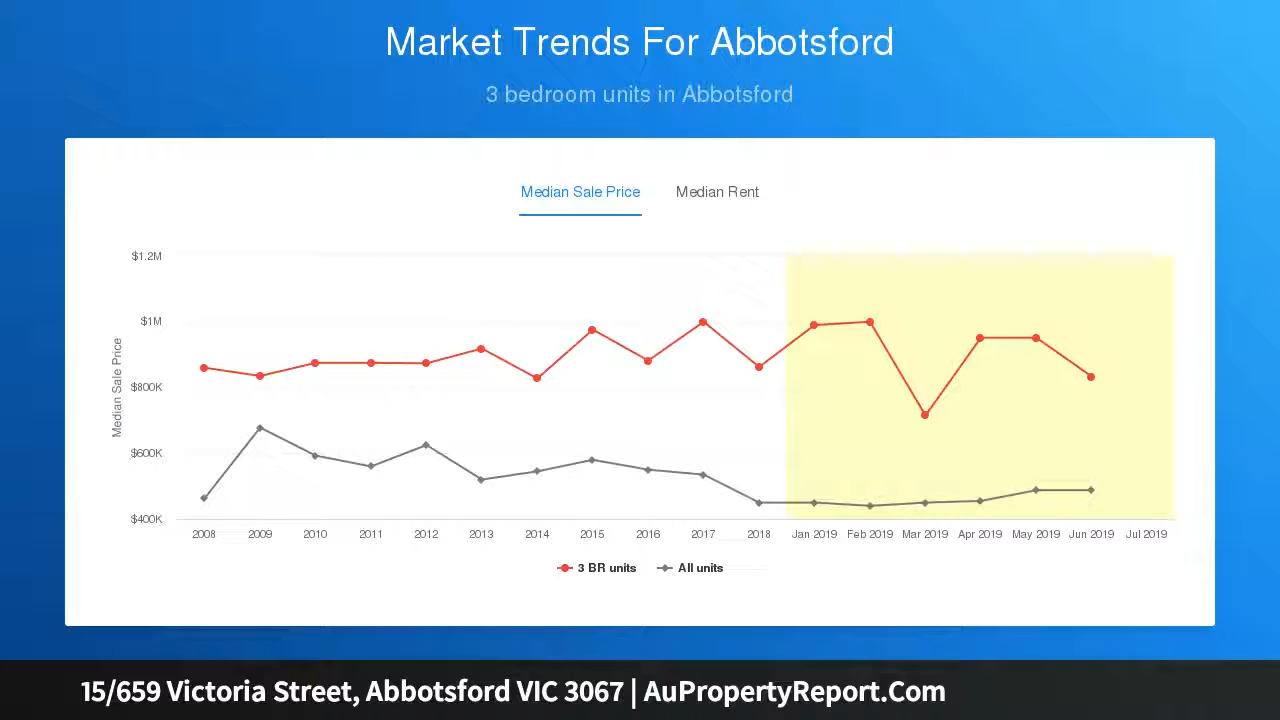 Market Trends For Abbotsford
3 bedroom units in Abbotsford
Median Sale Price Median Rent
Median Sale Price
$1.2M
$1M
$800K
$600K
$400K
2008 2009 2010 2011 2012 2013 2014 2015 2016 2017 2018 Jan 2019 Feb 2019 Mar 2019 Apr 2019 May 2019 Jun 2019 Jul 2019
3 BR units All units
15/659 Victoria Street, Abbotsford VIC 3067 | AuPropertyReport.Com